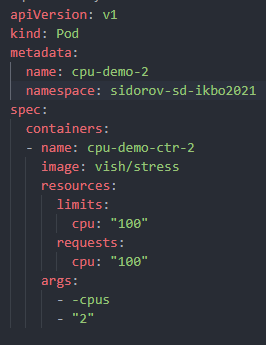 apiVersion: v1
kind: Pod
metadata:
  name: cpu-demo-2
  namespace: sidorov-sd-ikbo2021
spec:
  containers:
  - name: cpu-demo-ctr-2
    image: vish/stress
    resources:
      limits:
        cpu: "100"
      requests:
        cpu: "100"
    args:
      - -cpus
      - "2"